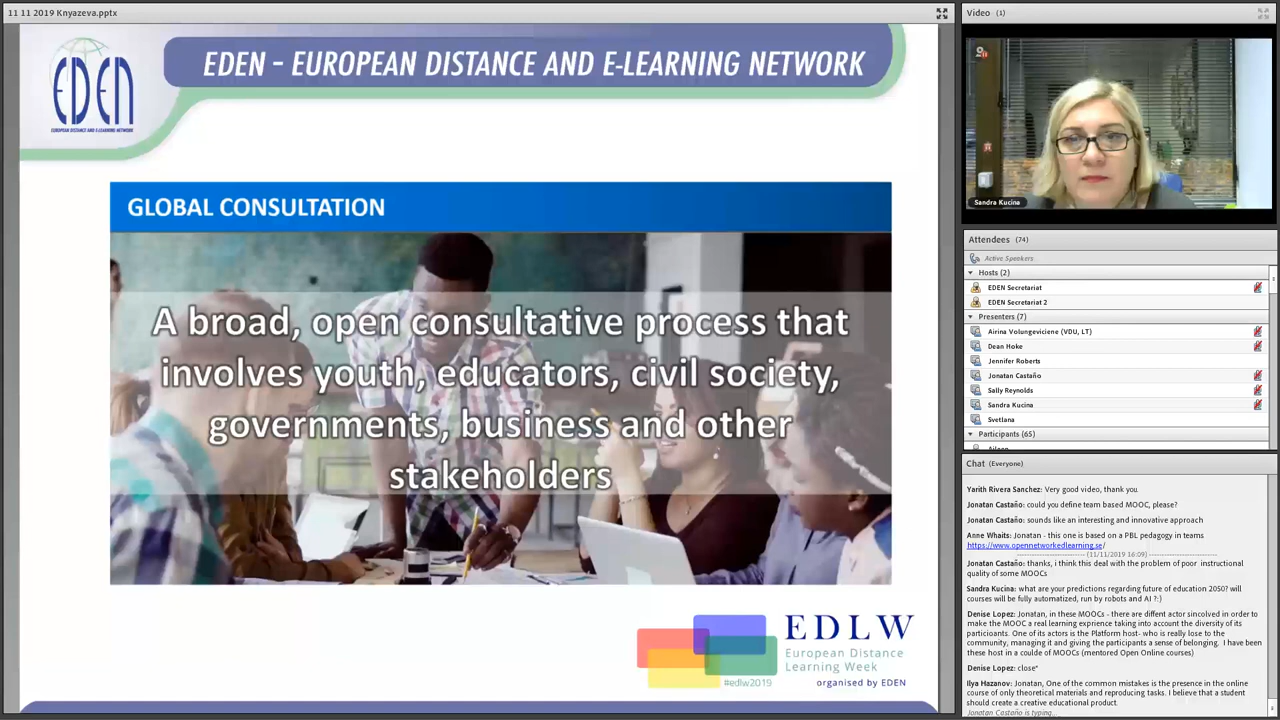 11 11 2019 Knyazeva.pptx
EDEN
EUROPEAN DISTANCE AND E-LEARNING NETWORK
EDEN - EUROPEAN DISTANCE AND E-LEARNING NETWORK
GLOBAL CONSULTATION
A broad, open consultative process that
involves youth, educators, civil society,
governments, business and other
stakeholders
EDLW
European Distance
Learning Week
#edlw2019
organised by EDEN
Video (1)
Sandra Kucina
Attendees (74)
Active Speakers
Hosts (2)
EDEN Secretariat
EDEN Secretariat 2
Presenters (7)
Airina Volungeviciene (VDU, LT)
Dean Hoke
Jennifer Roberts
Jonatan Castaño
Sally Reynolds
Sandra Kucina
Svetlana
Participants (65)
Aileen
Chat (Everyone)
Yarith Rivera Sanchez: Very good video, thank you.
Jonatan Castaño: could you define team based MOOC, please?
Jonatan Castaño: sounds like an interesting and innovative approach
Anne Whaits: Jonatan - this one is based on a PBL pedagogy in teams
https://www.opennetworkedlearning.se/
(11/11/2019 16:09)
Jonatan Castaño: thanks, i think this deal with the problem of poor instructional
quality of some MOOCs
Sandra Kucina: what are your predictions regarding future of education 2050? will
courses will be fully automatized, run by robots and AI ?:)
Denise Lopez: Jonatan, in these MOOCs - there are diffent actor sincolved in order to
make the MOOC a real learning exprience taking into account the diversity of its
particioants. One of its actors is the Platform host- who is really lose to the
community, managing it and giving the participants a sense of belonging. I have been
these host in a coulde of MOOCs (mentored Open Online courses)
Denise Lopez: close*
Ilya Hazanov: Jonatan, One of the common mistakes is the presence in the online
course of only theoretical materials and reproducing tasks. I believe that a student
should create a creative educational product.
Jonatan Castaño is typing...